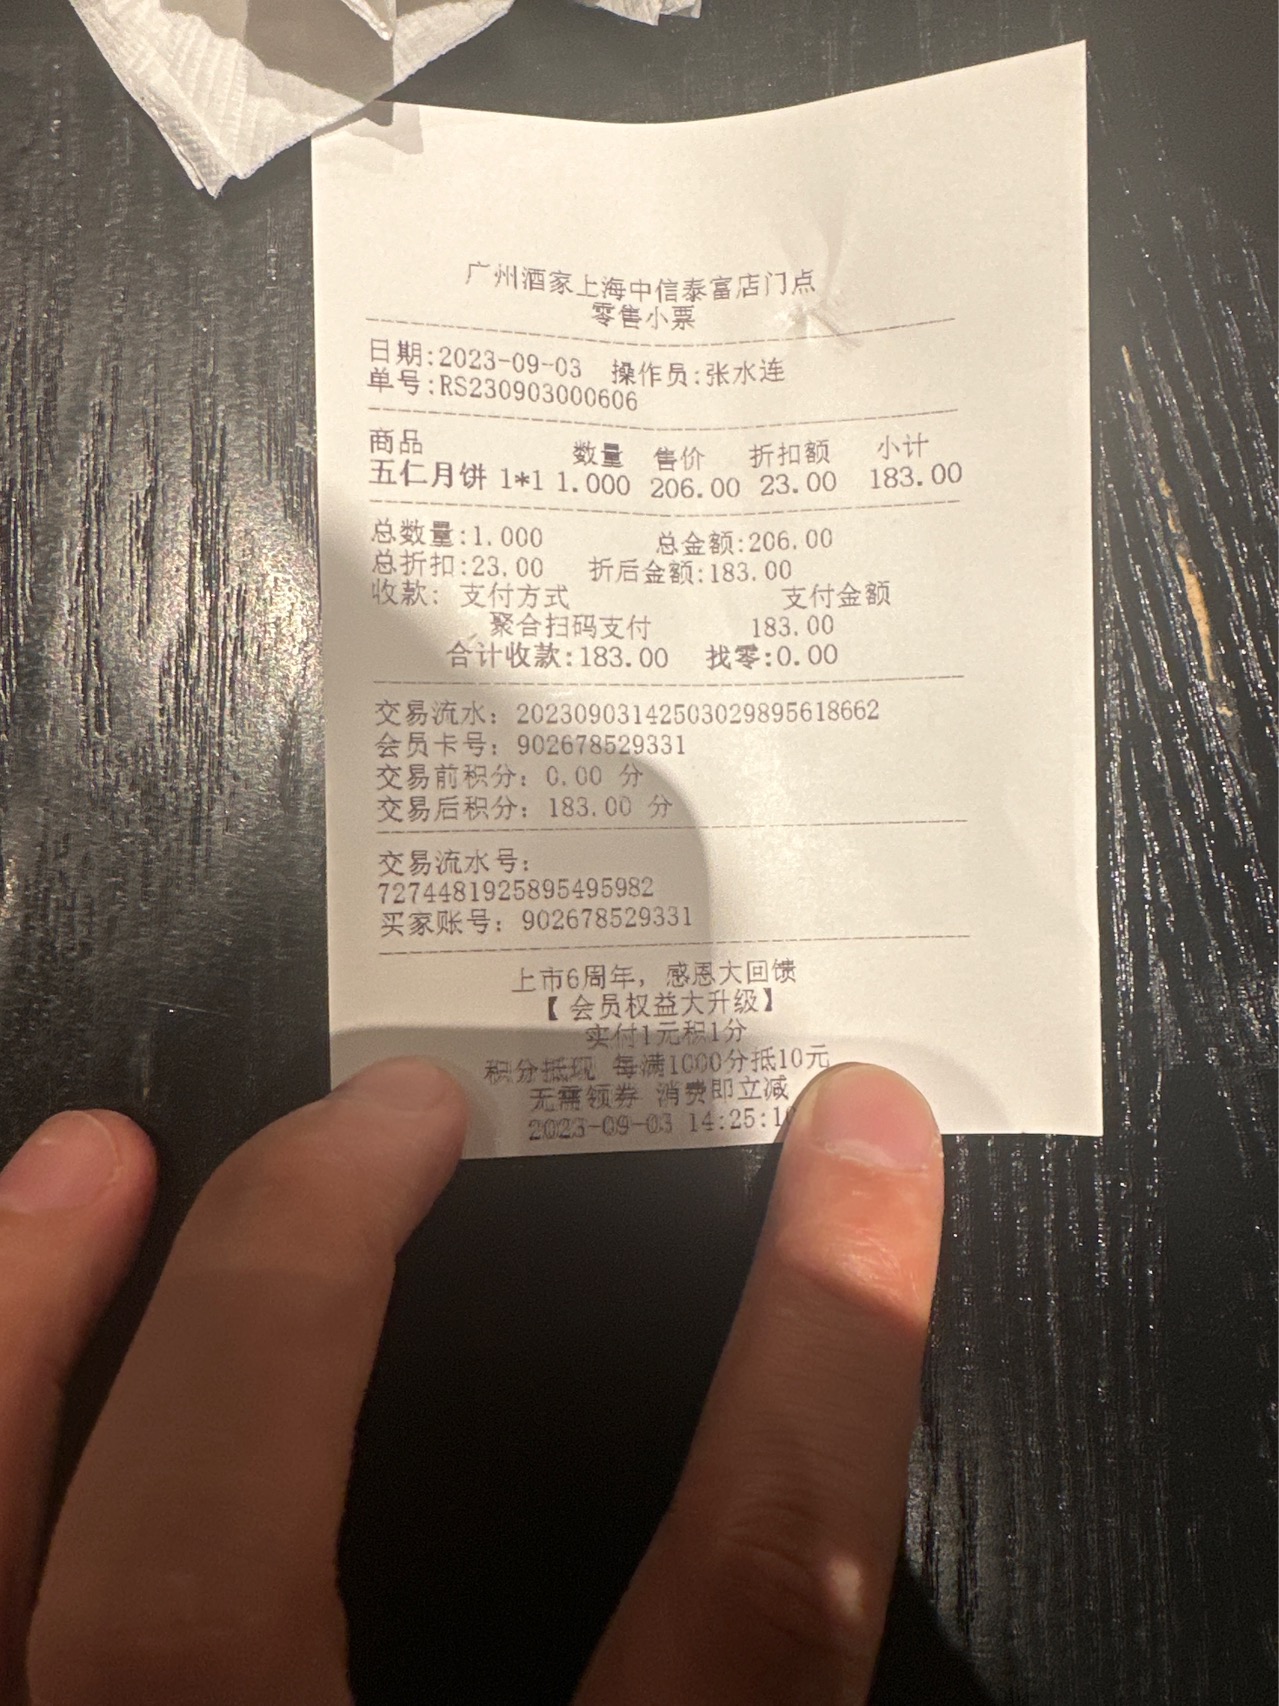 广州酒家上海中信泰富店门点
零售小票
日期:2023-09-03 操作员:张水连
单号:RS230903000606
商品 数量 售价 折扣额 小计
五仁月饼 1*1 1.000 206.00 23.00 183.00
总数量:1.000 总金额:206.00
总折扣:23.00 折后金额:183.00
收款: 支付方式 支付金额
聚合扫码支付 183.00
合计收款:183.00 找零:0.00
交易流水: 20230903142503029895618662
会员卡号: 902678529331
交易前积分: 0.00 分
交易后积分: 183.00 分
交易流水号:
7274481925895495982
买家账号: 902678529331
上市6周年, 感恩大回馈
【 会员权益大升级】
实付1元积1分
积分抵现 每满1000分抵10元
无需领券 消费即立减
2023-09-03 14:25:1